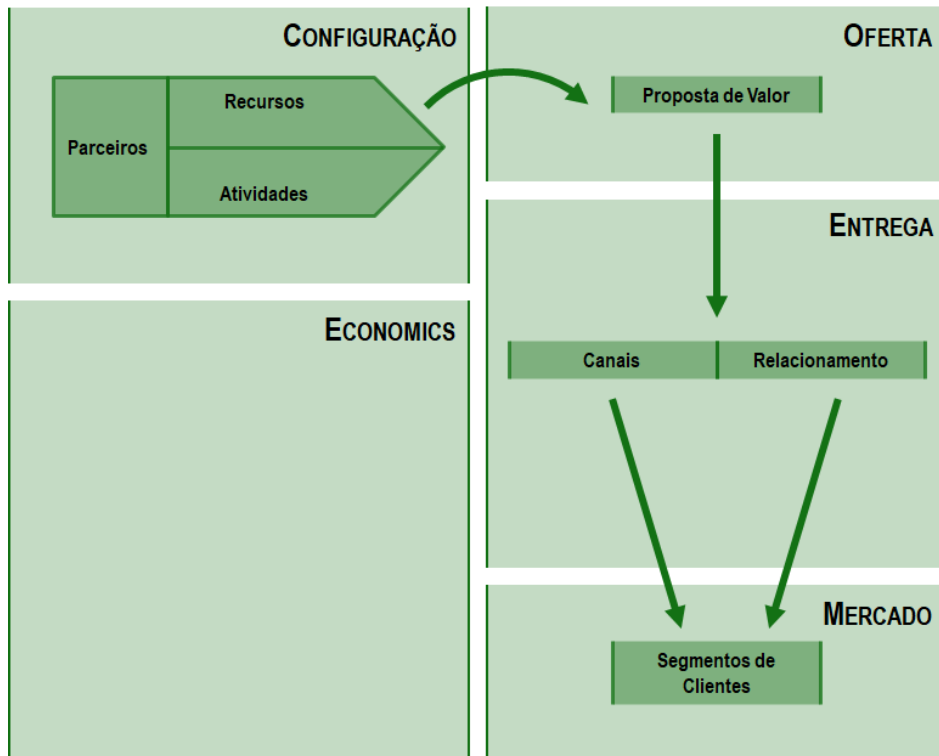 CONFIGURAÇÃO
Recursos
Parceiros
Atividades
OFERTA
Proposta de Valor
ENTREGA
Canais
Relacionamento
ECONOMICS
MERCADO
Segmentos de
Clientes